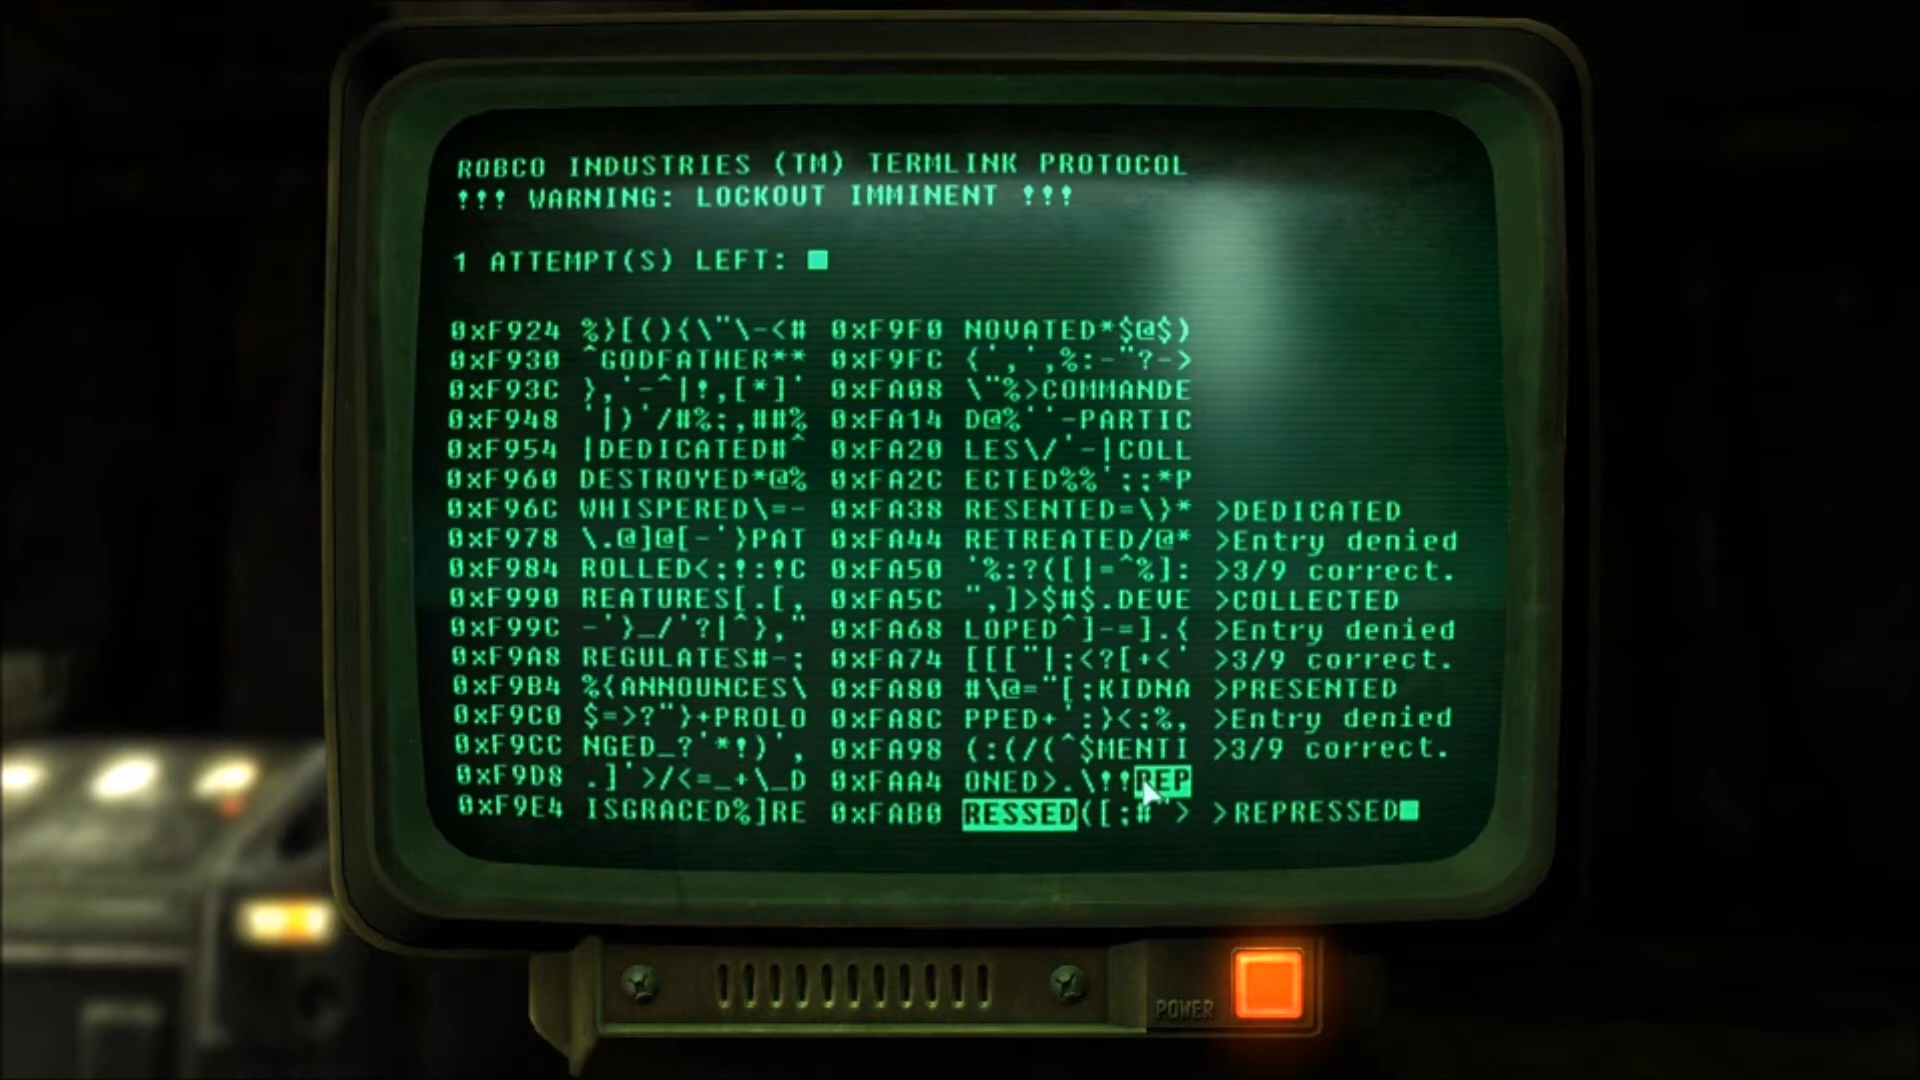 ROBCO INDUSTRIES (TM) TERMLINK PROTOCOL
!!! WARNING: LOCKOUT IMMINENT !!!
1 ATTEMPT(S) LEFT:
0xF924 %}[(){\"\-<# 0xF9F0 NOVATED*$@$)
0xF930 ^GODFATHER** 0xF9FC {',',%:-"?->
0xF93C },'-^|!,[*]' 0xFA08 \"%>COMMANDE
0xF948 '|)'/#%;,##% 0xFA14 D@%''-PARTIC
0xF954 |DEDICATED#^ 0xFA20 LES\/'-|COLL
0xF960 DESTROYED*@% 0xFA2C ECTED%%';;*P
0xF96C WHISPERED\=- 0xFA38 RESENTED=\}* >DEDICATED
0xF978 \.@]@[-'}PAT 0xFA44 RETREATED/@* >Entry denied
0xF984 ROLLED<;!:!C 0xFA50 '%:?([|=^%]: >3/9 correct.
0xF990 REATURES[.[, 0xFA5C ",]>$#$.DEVE >COLLECTED
0xF99C -'}_/'?|^}," 0xFA68 LOPED^]-=].{ >Entry denied
0xF9A8 REGULATES#-; 0xFA74 [[["|;<?[+<' >3/9 correct.
0xF9B4 %{ANNOUNCES\ 0xFA80 #\@="[;KIDNA >PRESENTED
0xF9C0 $=>?"}+PROLO 0xFA8C PPED+':}<;%, >Entry denied
0xF9CC NGED_?'*!)', 0xFA98 (:(/(^$MENTI >3/9 correct.
0xF9D8 .]'>/<=_+\_D 0xFAA4 ONED>.\!!REP
0xF9E4 ISGRACED%]RE 0xFAB0 RESSED([;#"> >REPRESSED
POWER